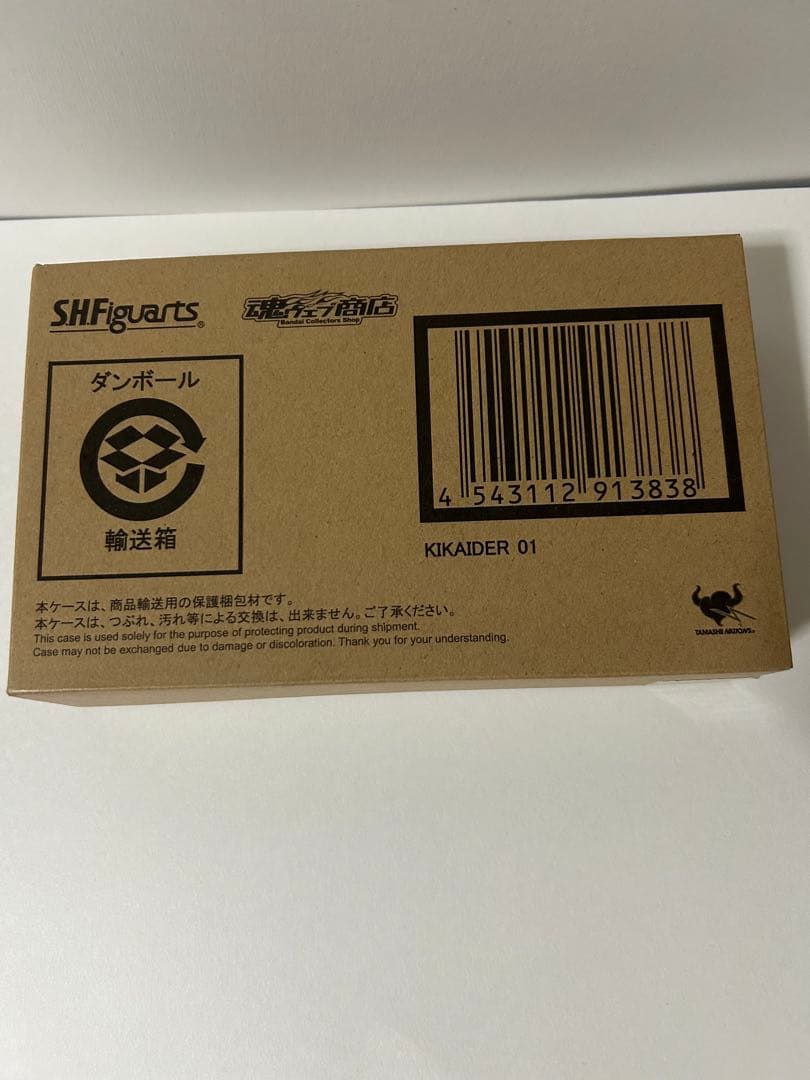 S.H.Figuarts®
魂ウェブ商店
Bandai Collectors Shop
ダンボール
輸送箱
4 543112 913838
KIKAIDER 01
本ケースは、商品輸送用の保護梱包材です。
本ケースは、つぶれ、汚れ等による交換は、出来ません。ご了承ください。
This case is used solely for the purpose of protecting product during shipment.
Case may not be exchanged due to damage or discoloration. Thank you for your understanding.
TAMASHII NATIONS